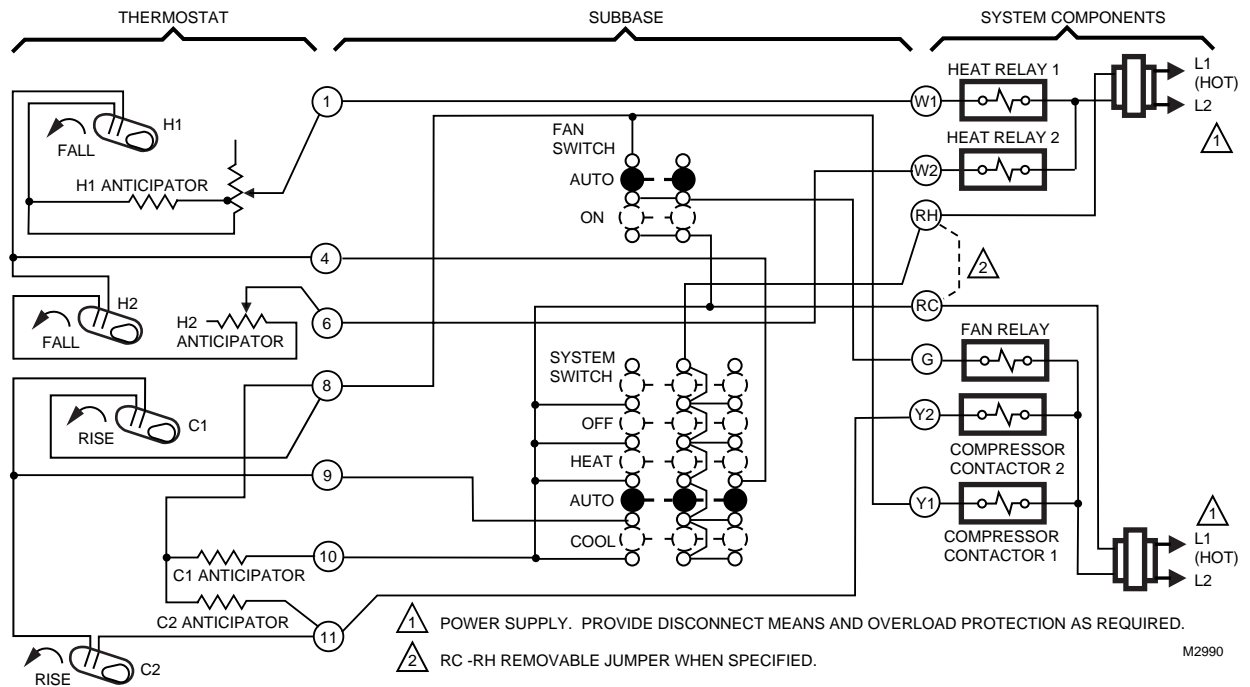 THERMOSTAT
SUBBASE
SYSTEM COMPONENTS
H1
FALL
H1 ANTICIPATOR
1
4
H2
FALL
H2
ANTICIPATOR
6
8
C1
RISE
9
10
C1 ANTICIPATOR
C2 ANTICIPATOR
11
C2
RISE
FAN
SWITCH
AUTO
ON
SYSTEM
SWITCH
OFF
HEAT
AUTO
COOL
HEAT RELAY 1
W1
HEAT RELAY 2
W2
L1
(HOT)
L2
1
RH
2
RC
FAN RELAY
G
Y2
COMPRESSOR
CONTACTOR 2
Y1
COMPRESSOR
CONTACTOR 1
1
L1
(HOT)
L2
1 POWER SUPPLY. PROVIDE DISCONNECT MEANS AND OVERLOAD PROTECTION AS REQUIRED.
2 RC -RH REMOVABLE JUMPER WHEN SPECIFIED.
M2990